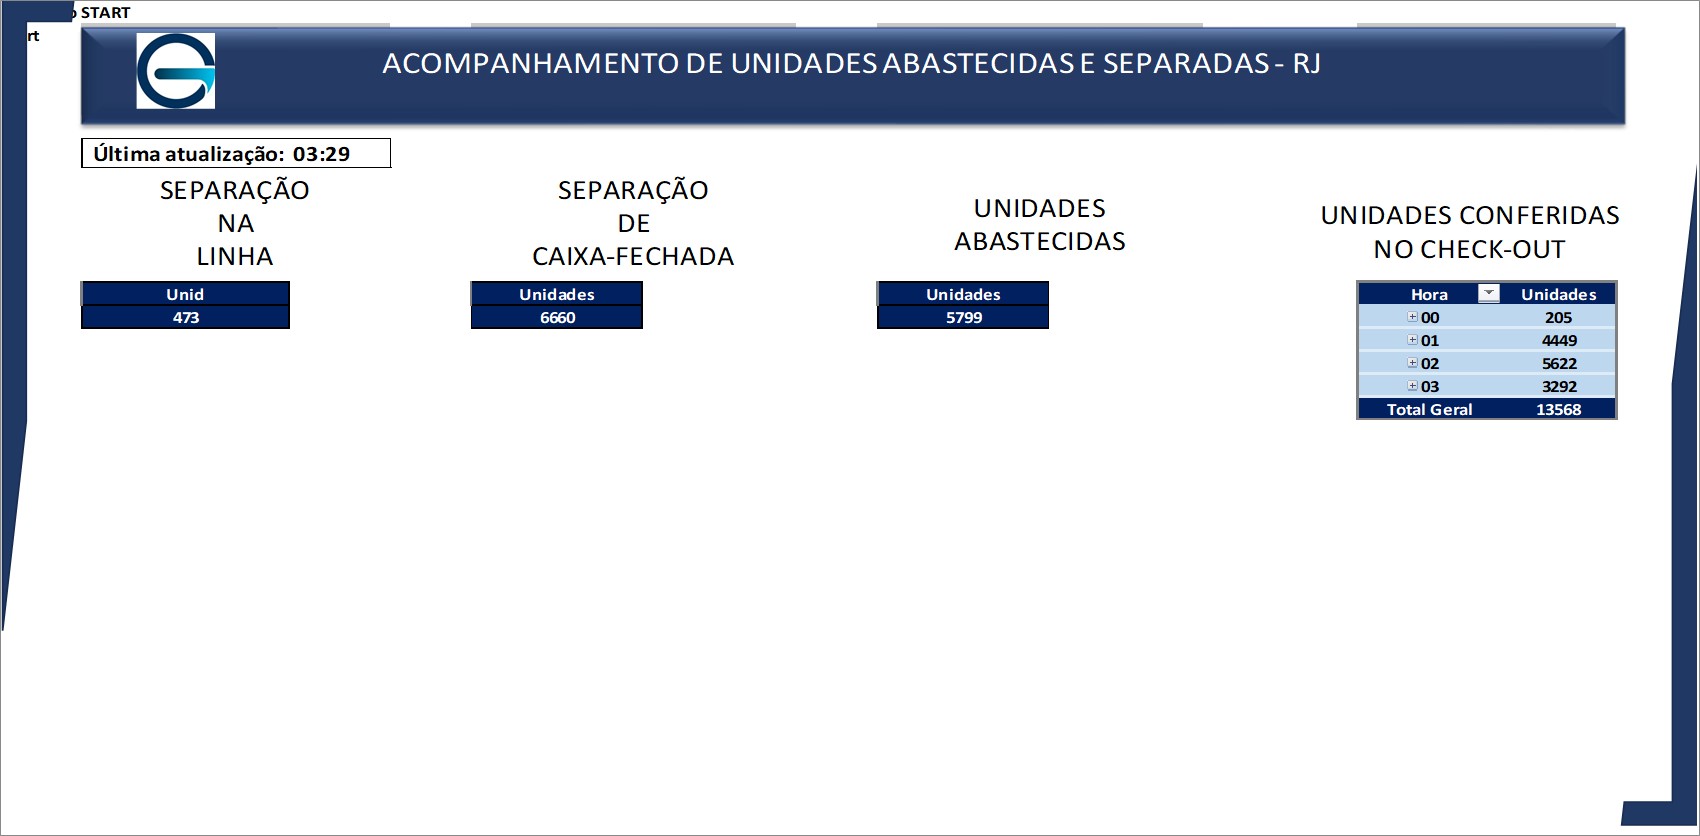 START
rt
ACOMPANHAMENTO DE UNIDADES ABASTECIDAS E SEPARADAS - RJ
Última atualização: 03:29
SEPARAÇÃO
NA
LINHA
Unid
473
SEPARAÇÃO
DE
CAIXA-FECHADA
Unidades
6660
UNIDADES
ABASTECIDAS
Unidades
5799
UNIDADES CONFERIDAS
NO CHECK-OUT
Hora Unidades
00 205
01 4449
02 5622
03 3292
Total Geral 13568